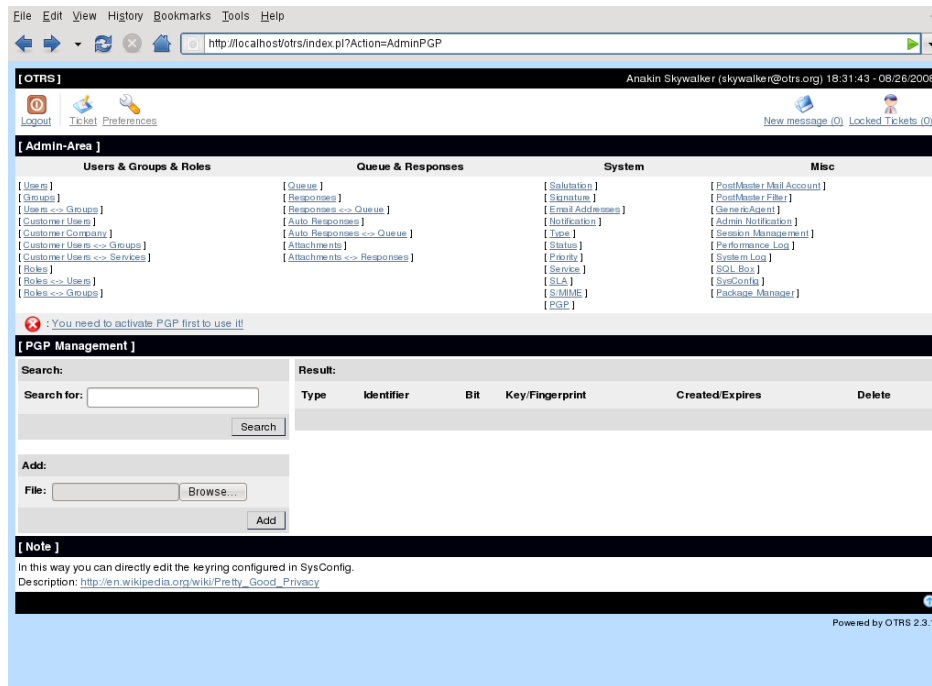 File Edit View History Bookmarks Tools Help
http://localhost/otrs/index.pl?Action=AdminPGP
[ OTRS ] Anakin Skywalker (skywalker@otrs.org) 18:31:43 - 08/26/2008
Logout Ticket Preferences New message (0) Locked Tickets (0)
[ Admin-Area ]
Users & Groups & Roles Queue & Responses System Misc
[ Users ] [ Queue ] [ Salutation ] [ PostMaster Mail Account ]
[ Groups ] [ Responses ] [ Signature ] [ PostMaster Filter ]
[ Users <-> Groups ] [ Responses <-> Queue ] [ Email Addresses ] [ GenericAgent ]
[ Customer Users ] [ Auto Responses ] [ Notification ] [ Admin Notification ]
[ Customer Company ] [ Auto Responses <-> Queue ] [ Type ] [ Session Management ]
[ Customer Users <-> Groups ] [ Attachments ] [ Status ] [ Performance Log ]
[ Customer Users <-> Services ] [ Attachments <-> Responses ] [ Priority ] [ System Log ]
[ Roles ] [ Service ] [ SQL Box ]
[ Roles <-> Users ] [ SLA ] [ SysConfig ]
[ Roles <-> Groups ] [ S/MIME ] [ Package Manager ]
[ PGP ]
: You need to activate PGP first to use it!
[ PGP Management ]
Search: Result:
Search for: Type Identifier Bit Key/Fingerprint Created/Expires Delete
Search
Add:
File: Browse...
Add
[ Note ]
In this way you can directly edit the keyring configured in SysConfig.
Description: http://en.wikipedia.org/wiki/Pretty_Good_Privacy
Powered by OTRS 2.3.